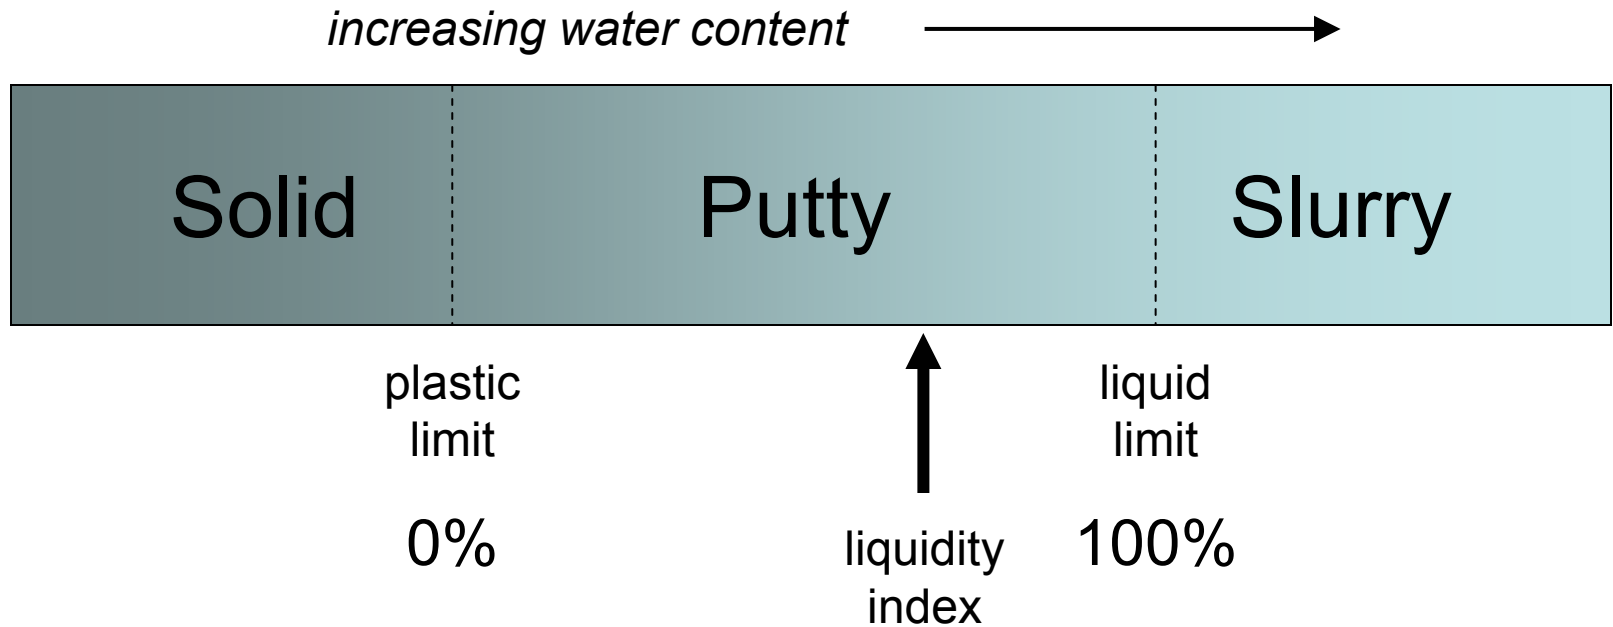 increasing water content
Solid
Putty
Slurry
plastic
limit
liquid
limit
0%
liquidity
index
100%